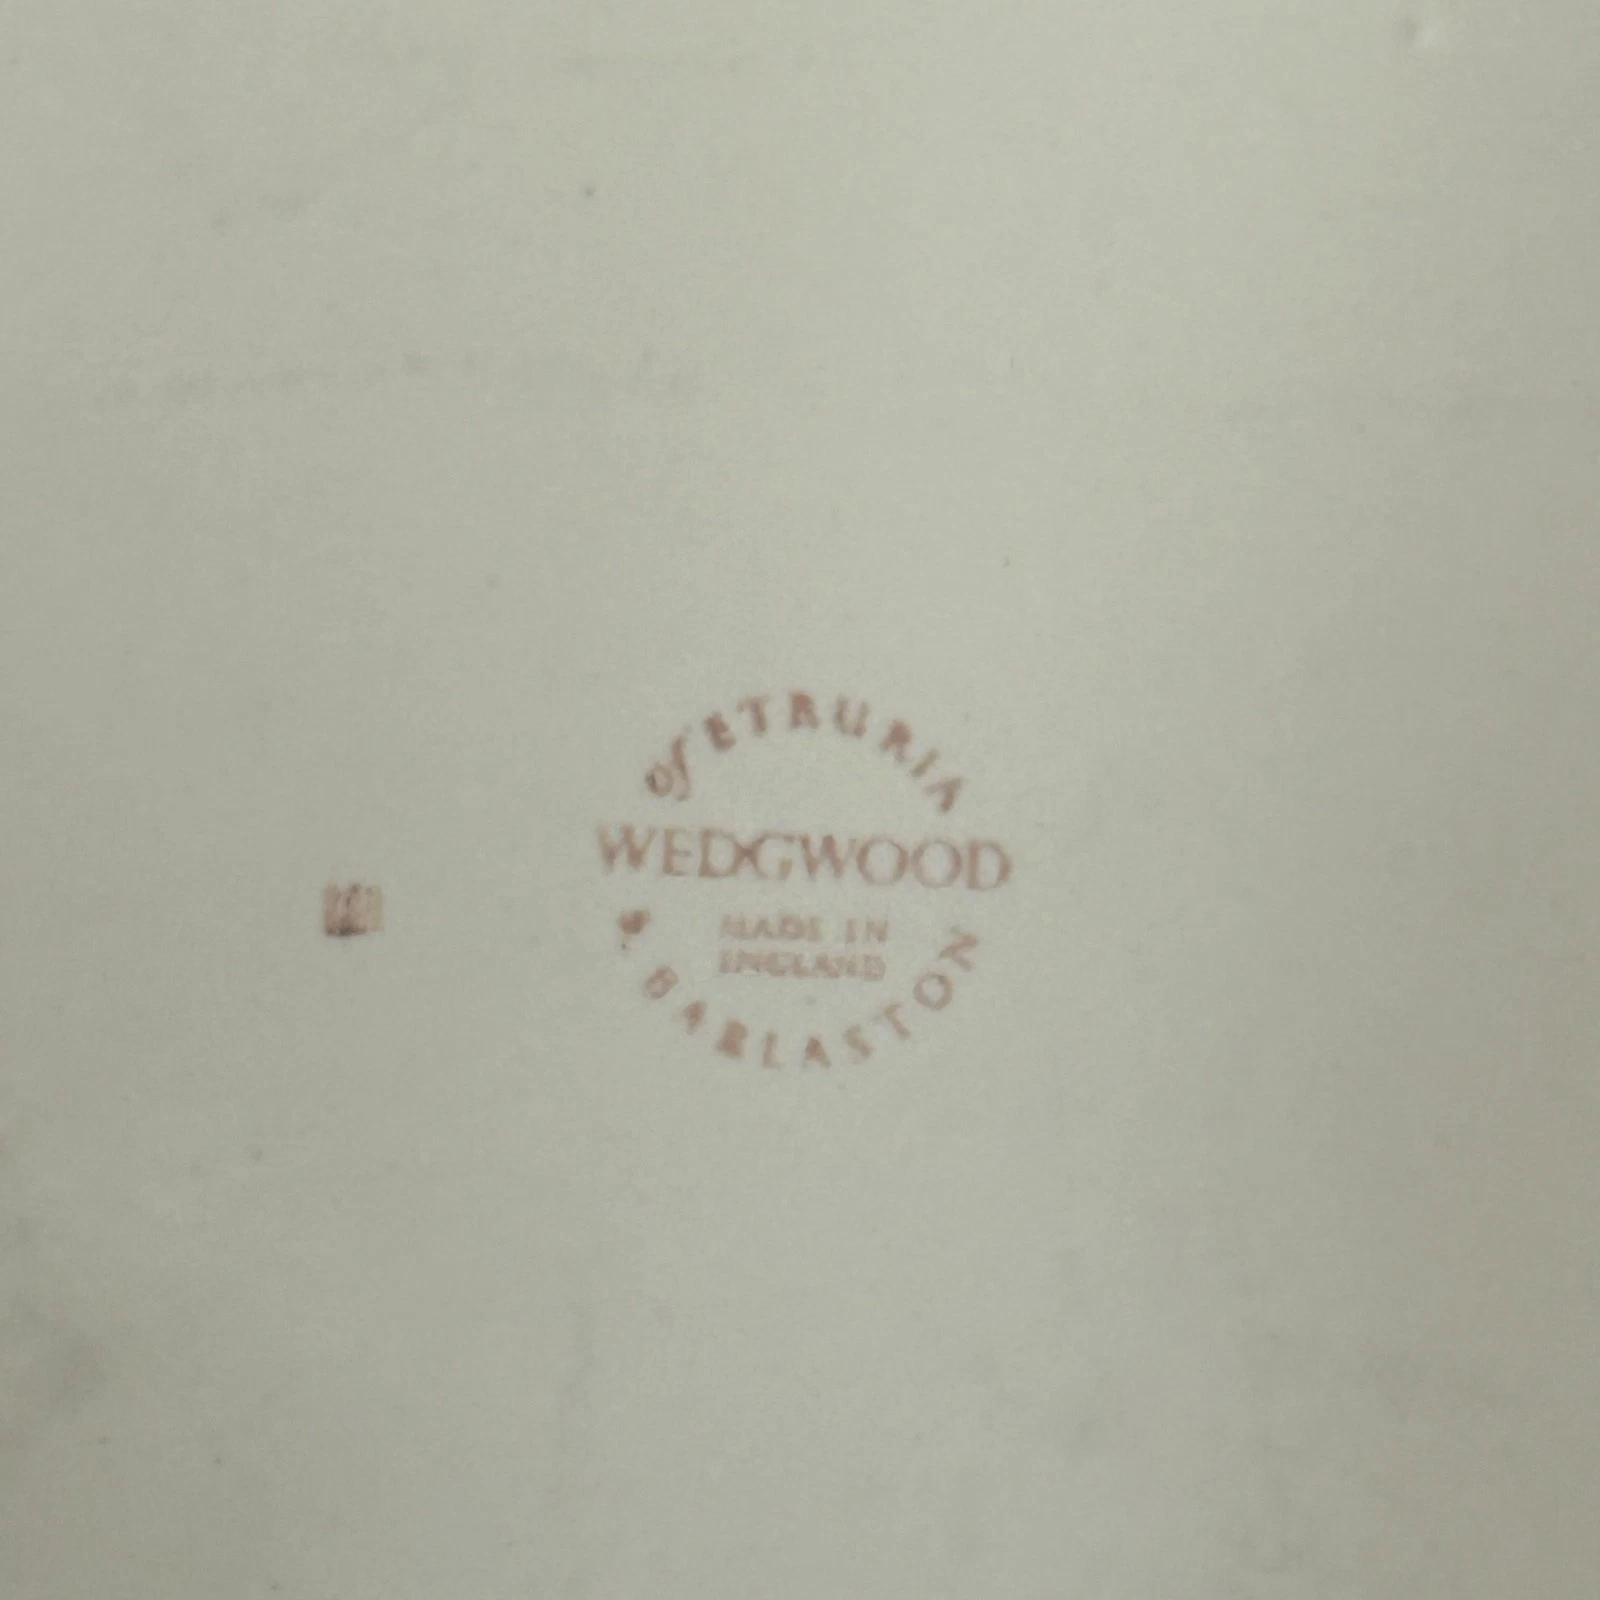 of ETRURIA
WEDGWOOD
MADE IN
ENGLAND
& BARLASTON